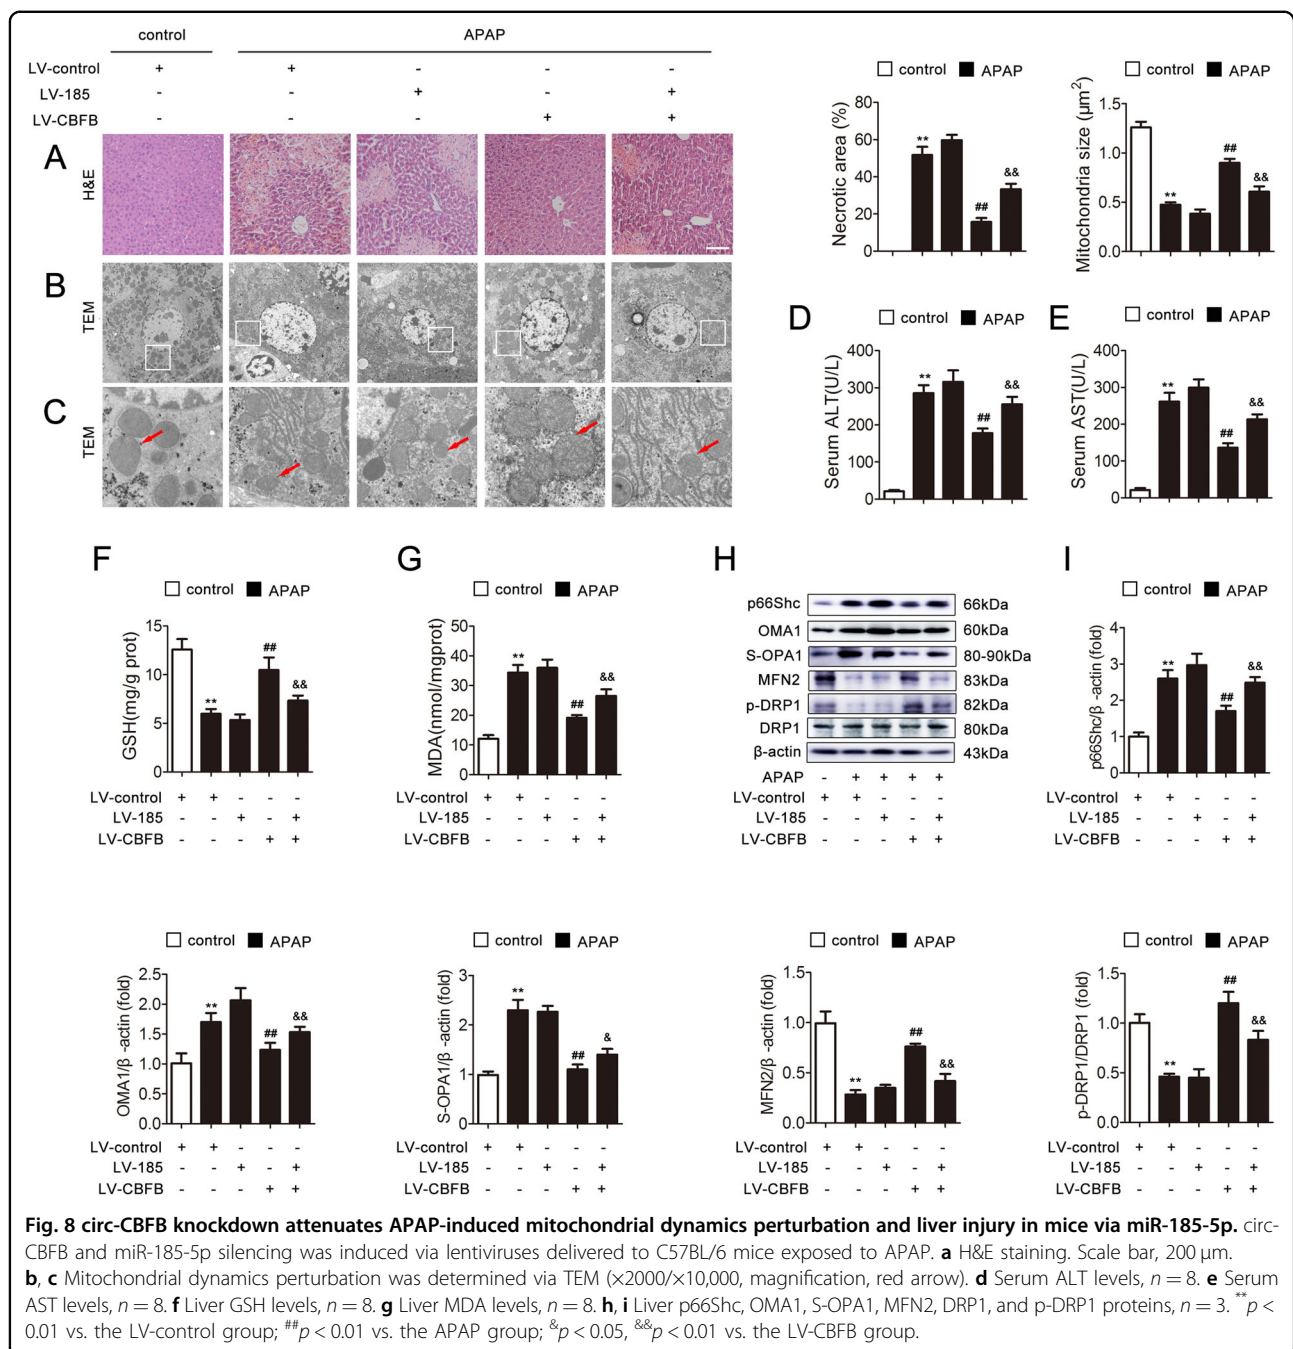 control APAP
LV-control + + - - -
LV-185 - - + - +
LV-CBFB - - - + +
A
H&E
B
TEM
C
TEM
control APAP
Necrotic area (%)
80
60
40
20
0
** ## &&
control APAP
Mitochondria size (μm²)
1.5
1.0
0.5
0.0
** ## &&
D
control APAP
Serum ALT(U/L)
400
300
200
100
0
** ## &&
E
control APAP
Serum AST(U/L)
400
300
200
100
0
** ## &&
F
control APAP
GSH(mg/g prot)
15
10
5
0
** ## &&
LV-control + + - - -
LV-185 - - + - +
LV-CBFB - - - + +
G
control APAP
MDA(nmol/mgprot)
50
40
30
20
10
0
** ## &&
LV-control + + - - -
LV-185 - - + - +
LV-CBFB - - - + +
H
p66Shc 66kDa
OMA1 60kDa
S-OPA1 80-90kDa
MFN2 83kDa
p-DRP1 82kDa
DRP1 80kDa
β-actin 43kDa
APAP - + + + +
LV-control + + - - -
LV-185 - - + - +
LV-CBFB - - - + +
I
control APAP
p66Shc/β -actin (fold)
4
3
2
1
0
** ## &&
LV-control + + - - -
LV-185 - - + - +
LV-CBFB - - - + +
control APAP
OMA1/β -actin (fold)
2.5
2.0
1.5
1.0
0.5
0.0
** ## &&
LV-control + + - - -
LV-185 - - + - +
LV-CBFB - - - + +
control APAP
S-OPA1/β -actin (fold)
3
2
1
0
** ## &
LV-control + + - - -
LV-185 - - + - +
LV-CBFB - - - + +
control APAP
MFN2/β -actin (fold)
1.5
1.0
0.5
0.0
** ## &&
LV-control + + - - -
LV-185 - - + - +
LV-CBFB - - - + +
control APAP
p-DRP1/DRP1 (fold)
1.5
1.0
0.5
0.0
** ## &&
LV-control + + - - -
LV-185 - - + - +
LV-CBFB - - - + +
Fig. 8 circ-CBFB knockdown attenuates APAP-induced mitochondrial dynamics perturbation and liver injury in mice via miR-185-5p. circ-
CBFB and miR-185-5p silencing was induced via lentiviruses delivered to C57BL/6 mice exposed to APAP. a H&E staining. Scale bar, 200 μm.
b, c Mitochondrial dynamics perturbation was determined via TEM (×2000/×10,000, magnification, red arrow). d Serum ALT levels, n = 8. e Serum
AST levels, n = 8. f Liver GSH levels, n = 8. g Liver MDA levels, n = 8. h, i Liver p66Shc, OMA1, S-OPA1, MFN2, DRP1, and p-DRP1 proteins, n = 3. **p <
0.01 vs. the LV-control group; ##p < 0.01 vs. the APAP group; &p < 0.05, &&p < 0.01 vs. the LV-CBFB group.